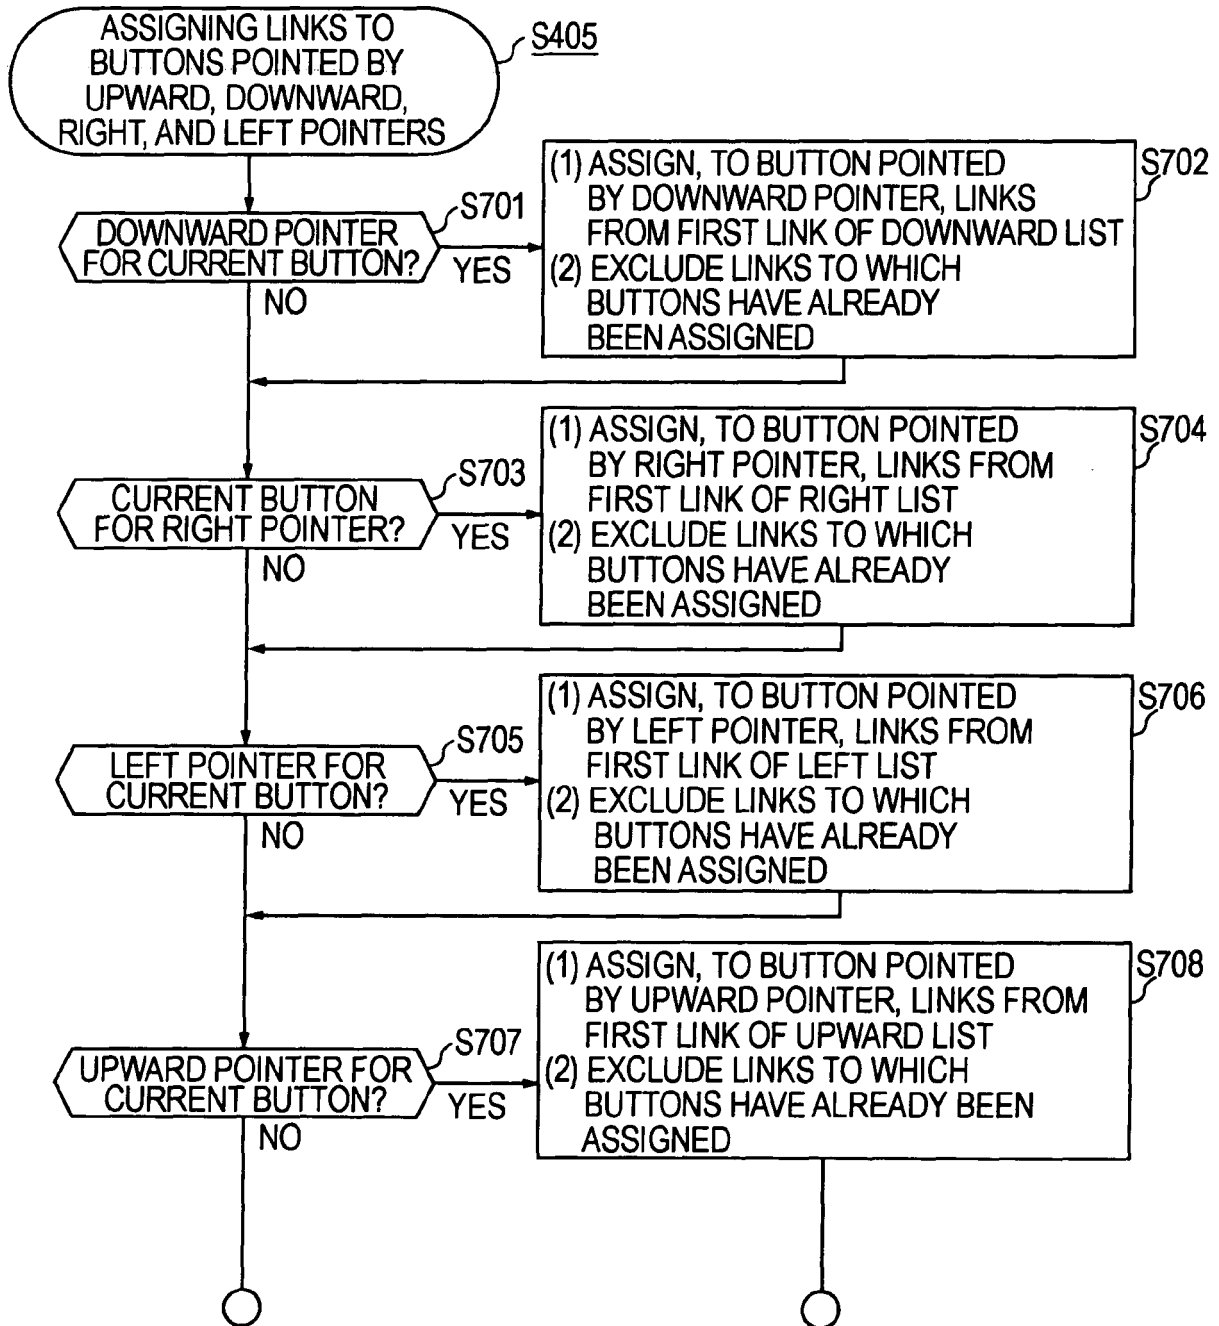 ASSIGNING LINKS TO
BUTTONS POINTED BY
UPWARD, DOWNWARD,
RIGHT, AND LEFT POINTERS
S405
DOWNWARD POINTER
FOR CURRENT BUTTON?
S701
YES
NO
(1) ASSIGN, TO BUTTON POINTED
BY DOWNWARD POINTER, LINKS
FROM FIRST LINK OF DOWNWARD LIST
(2) EXCLUDE LINKS TO WHICH
BUTTONS HAVE ALREADY
BEEN ASSIGNED
S702
CURRENT BUTTON
FOR RIGHT POINTER?
S703
YES
NO
(1) ASSIGN, TO BUTTON POINTED
BY RIGHT POINTER, LINKS FROM
FIRST LINK OF RIGHT LIST
(2) EXCLUDE LINKS TO WHICH
BUTTONS HAVE ALREADY
BEEN ASSIGNED
S704
LEFT POINTER FOR
CURRENT BUTTON?
S705
YES
NO
(1) ASSIGN, TO BUTTON POINTED
BY LEFT POINTER, LINKS FROM
FIRST LINK OF LEFT LIST
(2) EXCLUDE LINKS TO WHICH
BUTTONS HAVE ALREADY
BEEN ASSIGNED
S706
UPWARD POINTER FOR
CURRENT BUTTON?
S707
YES
NO
(1) ASSIGN, TO BUTTON POINTED
BY UPWARD POINTER, LINKS FROM
FIRST LINK OF UPWARD LIST
(2) EXCLUDE LINKS TO WHICH
BUTTONS HAVE ALREADY BEEN
ASSIGNED
S708